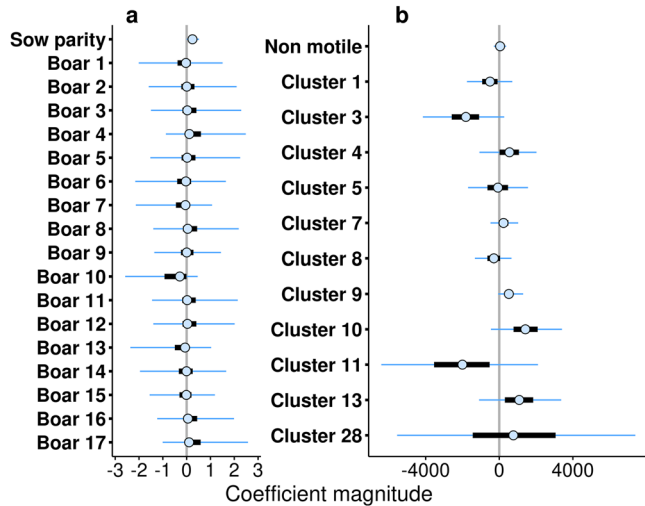 a
Sow parity
Boar 1
Boar 2
Boar 3
Boar 4
Boar 5
Boar 6
Boar 7
Boar 8
Boar 9
Boar 10
Boar 11
Boar 12
Boar 13
Boar 14
Boar 15
Boar 16
Boar 17
-3 -2 -1 0 1 2 3
b
Non motile
Cluster 1
Cluster 3
Cluster 4
Cluster 5
Cluster 7
Cluster 8
Cluster 9
Cluster 10
Cluster 11
Cluster 13
Cluster 28
-4000 0 4000
Coefficient magnitude